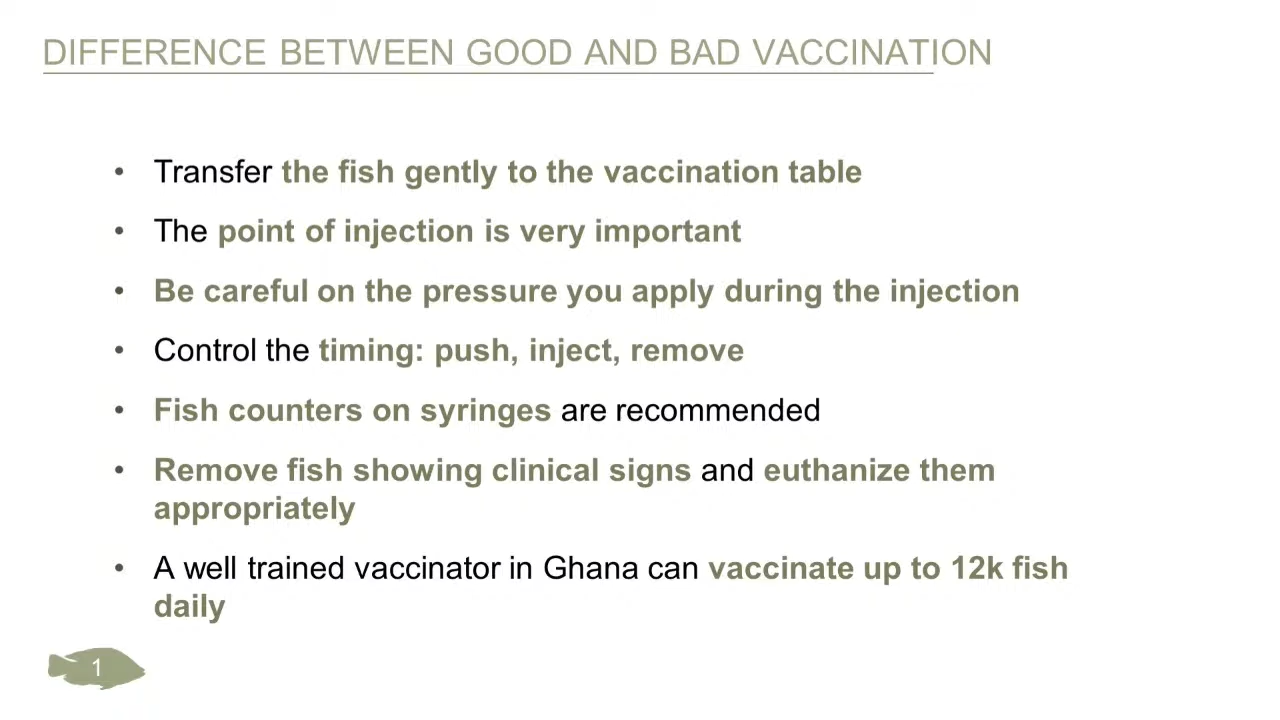 DIFFERENCE BETWEEN GOOD AND BAD VACCINATION
• Transfer the fish gently to the vaccination table
• The point of injection is very important
• Be careful on the pressure you apply during the injection
• Control the timing: push, inject, remove
• Fish counters on syringes are recommended
• Remove fish showing clinical signs and euthanize them
appropriately
• A well trained vaccinator in Ghana can vaccinate up to 12k fish
daily
1